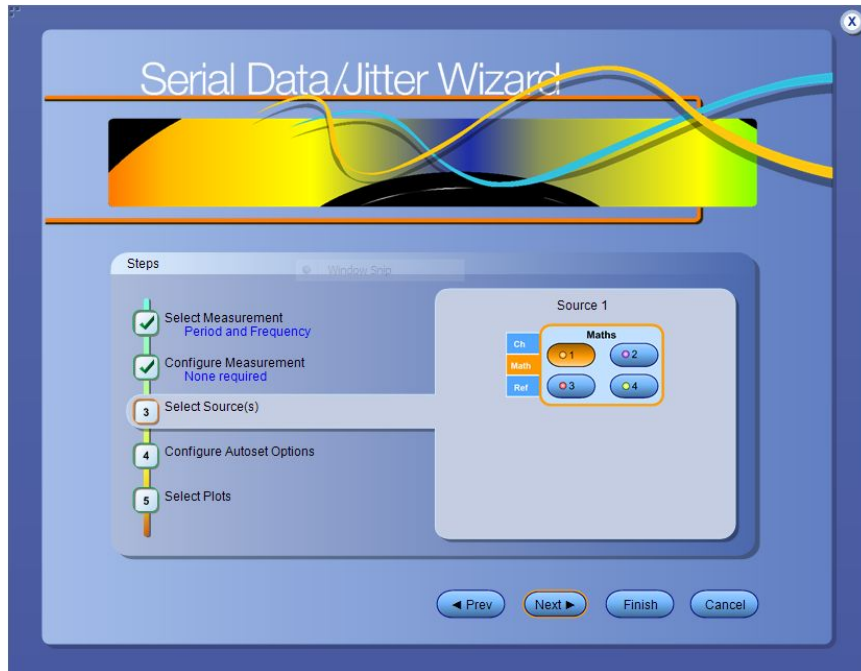 X
Serial Data/Jitter Wizard
Steps
Window Snip
Select Measurement
Period and Frequency
Configure Measurement
None required
3 Select Source(s)
4 Configure Autoset Options
5 Select Plots
Source 1
Maths
Ch
Math
Ref
1 2
3 4
◄ Prev Next ► Finish Cancel